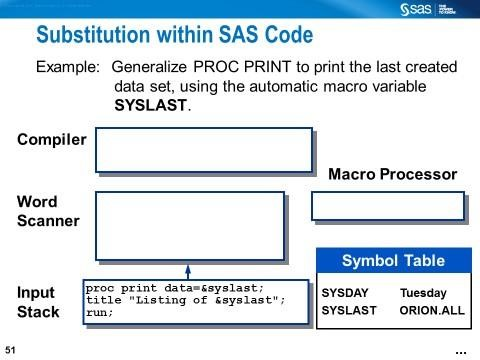 sas. THE POWER TO KNOW.
Substitution within SAS Code
Example: Generalize PROC PRINT to print the last created
data set, using the automatic macro variable
SYSLAST.
Compiler
Macro Processor
Word
Scanner
Symbol Table
Input
Stack
proc print data=&syslast;
title "Listing of &syslast";
run;
SYSDAY Tuesday
SYSLAST ORION.ALL
51
...